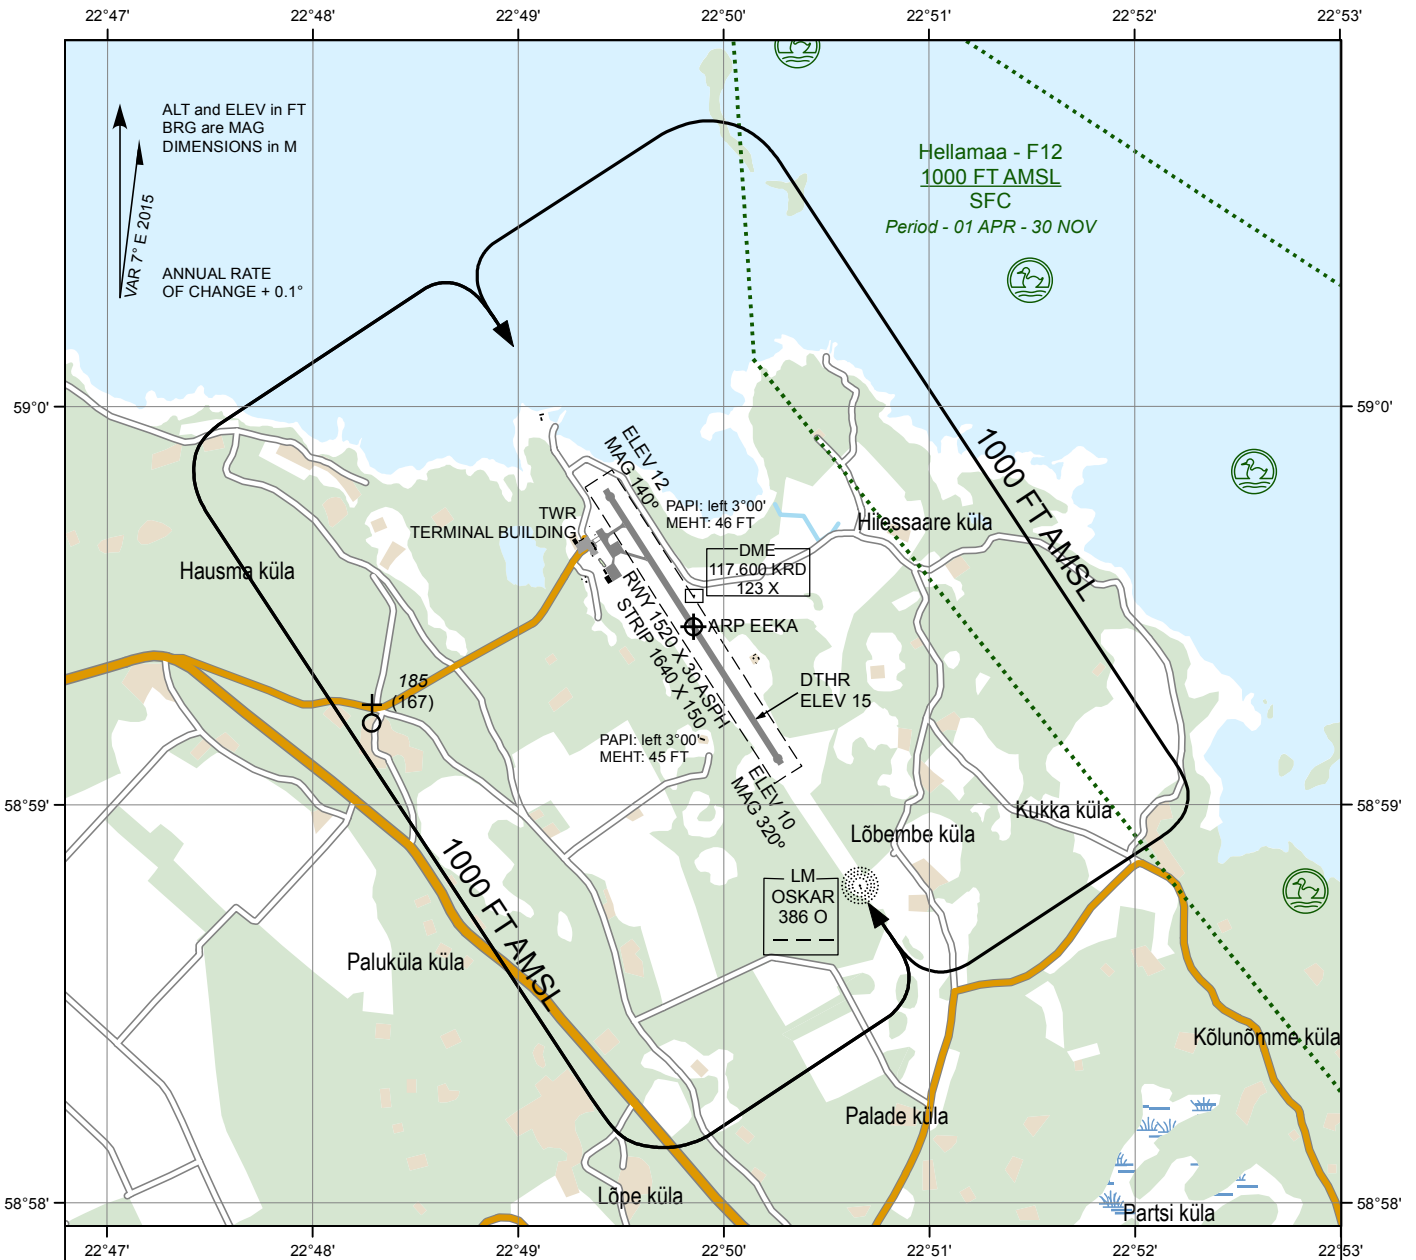 22°47'
22°48'
22°49'
22°50'
22°51'
22°52'
22°53'
ALT and ELEV in FT
BRG are MAG
DIMENSIONS in M
VAR 7° E 2015
ANNUAL RATE
OF CHANGE + 0.1°
Hellamaa - F12
1000 FT AMSL
SFC
Period - 01 APR - 30 NOV
59°0'
59°0'
ELEV 12
MAG 140°
1000 FT AMSL
PAPI: left 3°00'
MEHT: 46 FT
TWR
TERMINAL BUILDING
Hiiessaare küla
Hausma küla
DME
117.600 KRD
123 X
RWY 1520 X 30 ASPH
STRIP 1640 X 150
ARP EEKA
185
(167)
DTHR
ELEV 15
PAPI: left 3°00'
MEHT: 45 FT
ELEV 10
MAG 320°
58°59'
58°59'
Kukka küla
Lõbembe küla
1000 FT AMSL
LM
OSKAR
386 O
Paluküla küla
Kõlunõmme küla
Palade küla
Lõpe küla
Partsi küla
58°58'
58°58'
22°47'
22°48'
22°49'
22°50'
22°51'
22°52'
22°53'